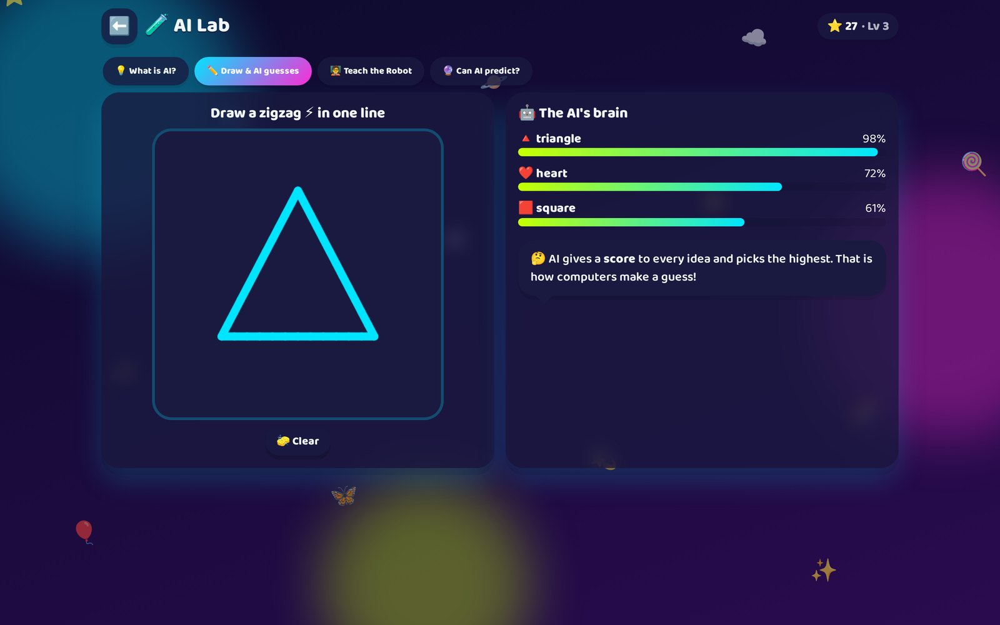 AI Lab
27 · Lv 3
What is AI?
Draw & AI guesses
Teach the Robot
Can AI predict?
Draw a zigzag ⚡ in one line
Clear
The AI's brain
triangle 98%
heart 72%
square 61%
AI gives a score to every idea and picks the highest. That is
how computers make a guess!